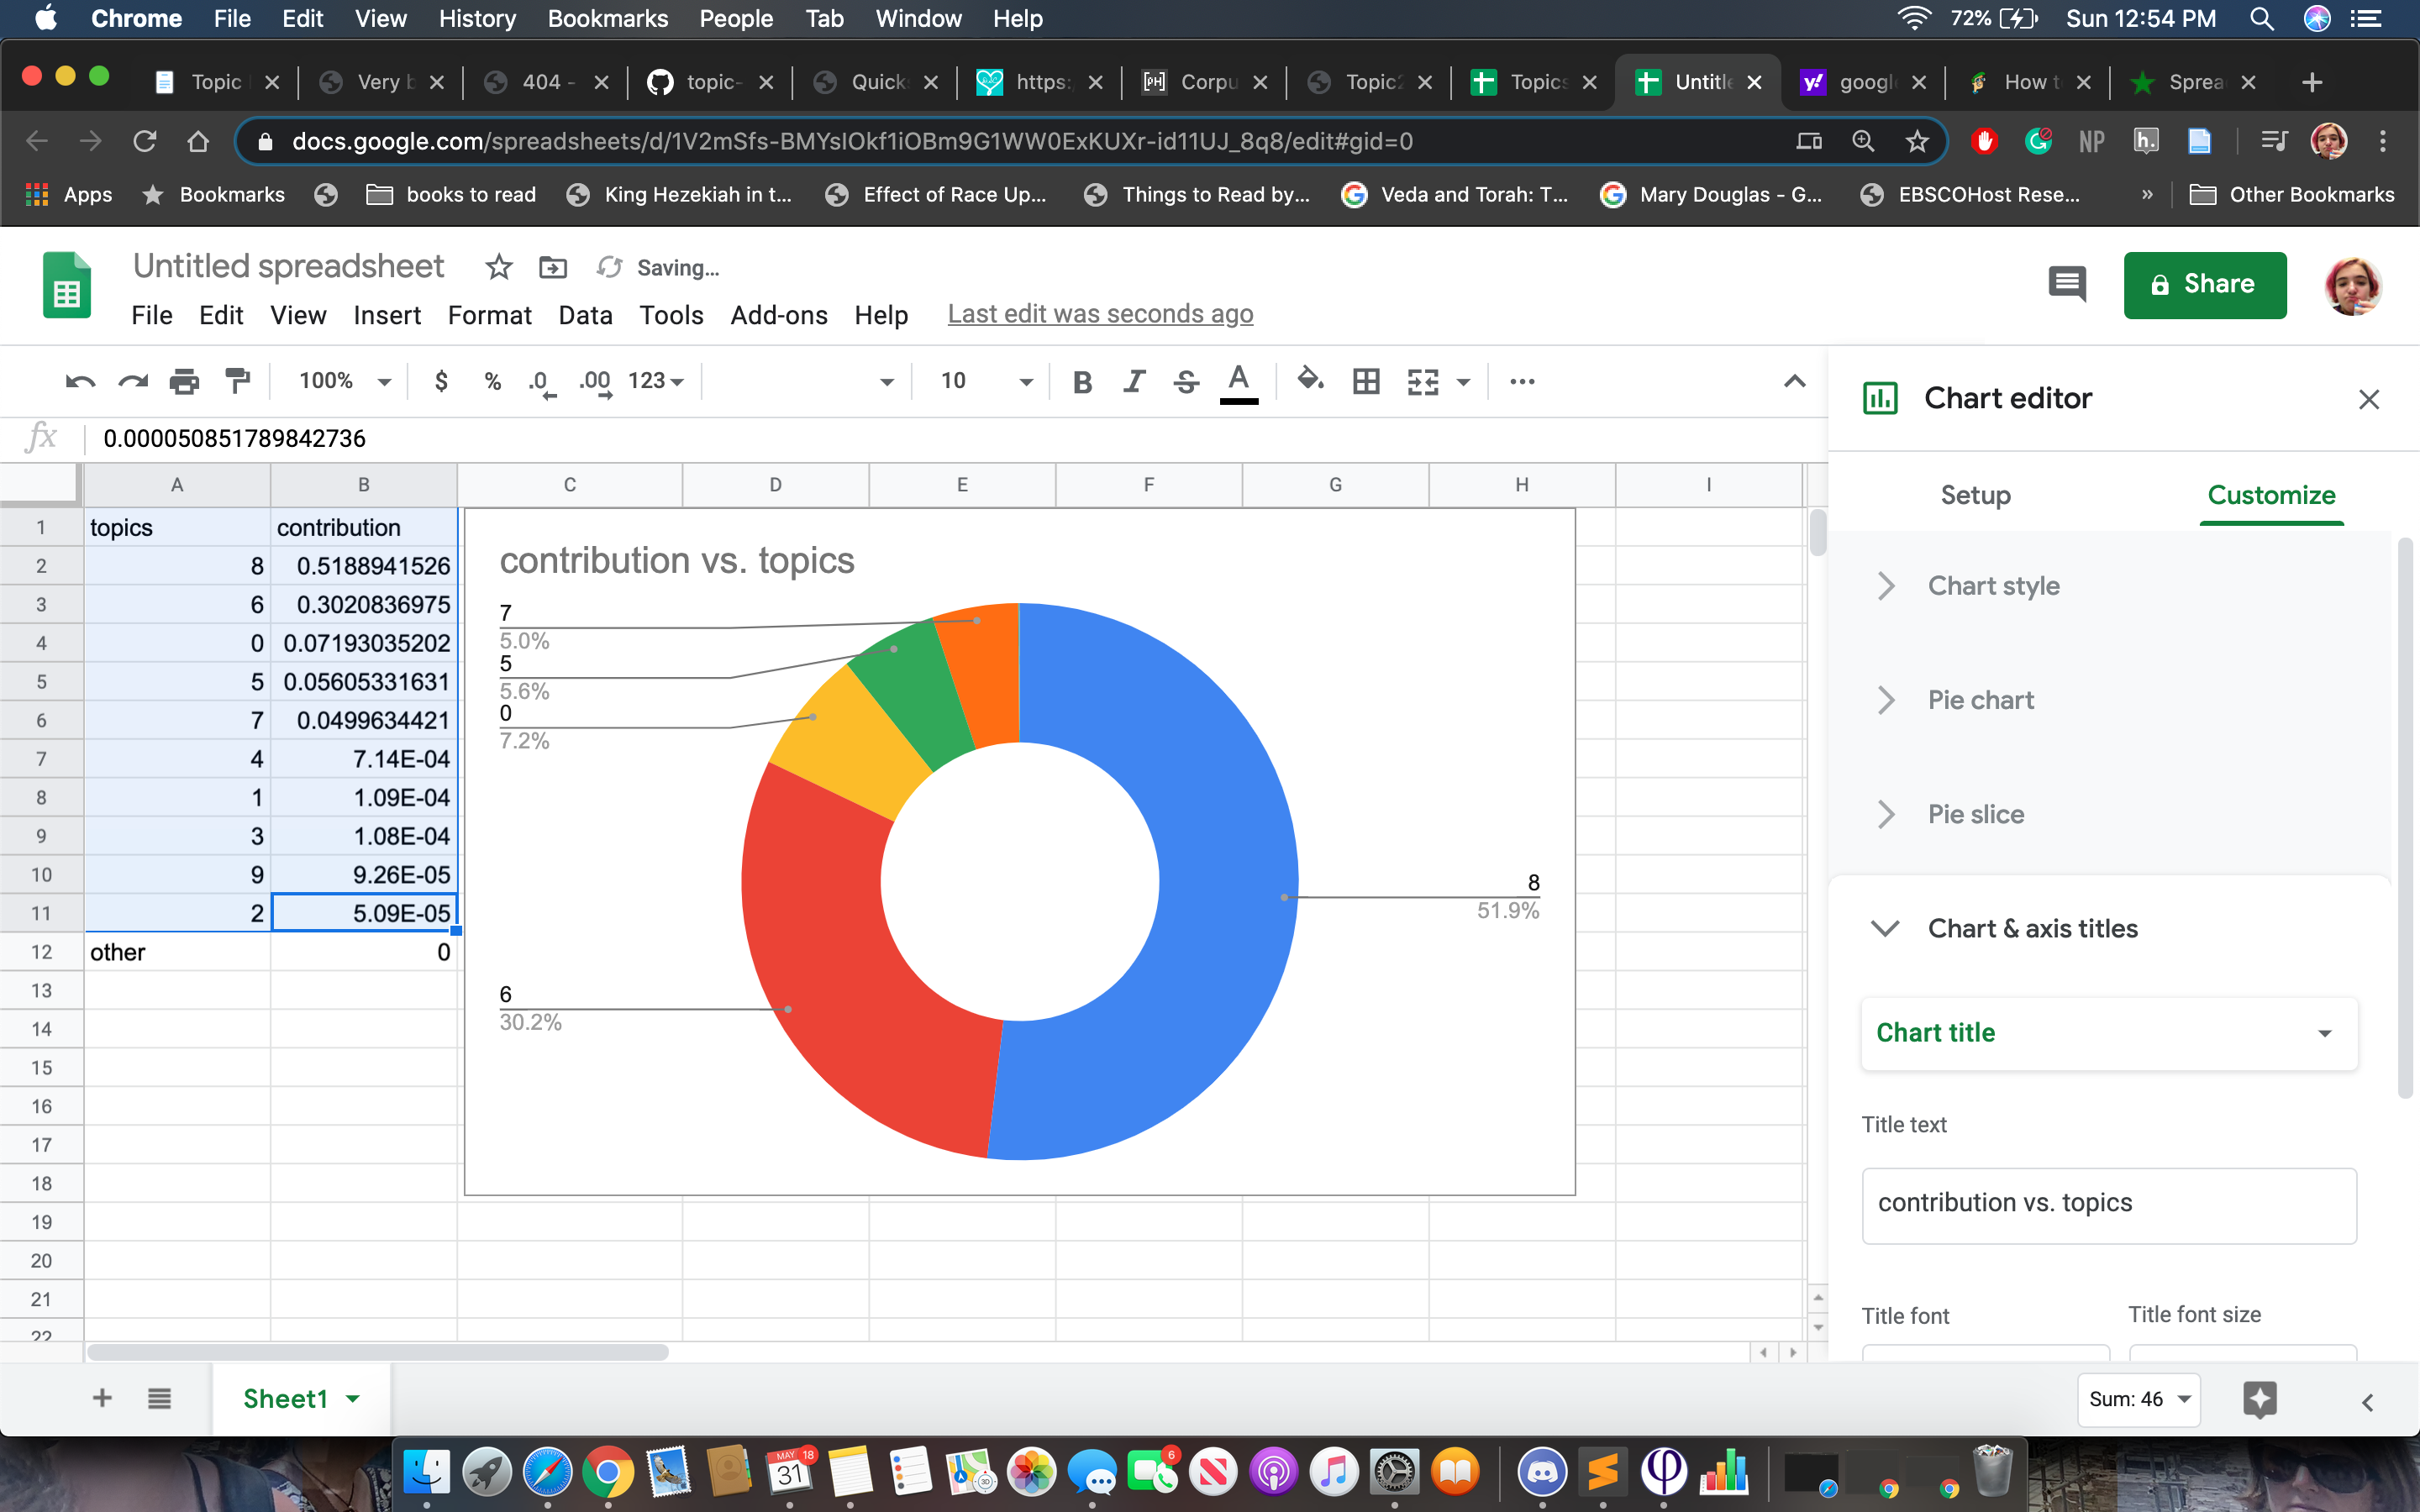 Chrome File Edit View History Bookmarks People Tab Window Help 72% Sun 12:54 PM
Topic Very b 404 - topic- Quick https: Corpu Topic2 Topics Untitle googl How t Sprea
docs.google.com/spreadsheets/d/1V2mSfs-BMYsIOkf1iOBm9G1WW0ExKUXr-id11UJ_8q8/edit#gid=0 NP h.
Apps Bookmarks books to read King Hezekiah in t... Effect of Race Up... Things to Read by... Veda and Torah: T... Mary Douglas - G... EBSCOHost Rese... » Other Bookmarks
Untitled spreadsheet Saving... Share
File Edit View Insert Format Data Tools Add-ons Help Last edit was seconds ago
100% $ % .0 .00 123 10 B I S A
Chart editor
fx 0.000050851789842736
A B C D E F G H I
Setup Customize
1 topics contribution
2 8 0.5188941526
3 6 0.3020836975
4 0 0.07193035202
5 5 0.05605331631
6 7 0.0499634421
7 4 7.14E-04
8 1 1.09E-04
9 3 1.08E-04
10 9 9.26E-05
11 2 5.09E-05
12 other 0
13
14
15
16
17
18
19
20
21
22
contribution vs. topics
7
5.0%
5
5.6%
0
7.2%
8
51.9%
6
30.2%
Chart style
Pie chart
Pie slice
Chart & axis titles
Chart title
Title text
contribution vs. topics
Title font Title font size
Sheet1 Sum: 46
MAY 18
31
3D
6